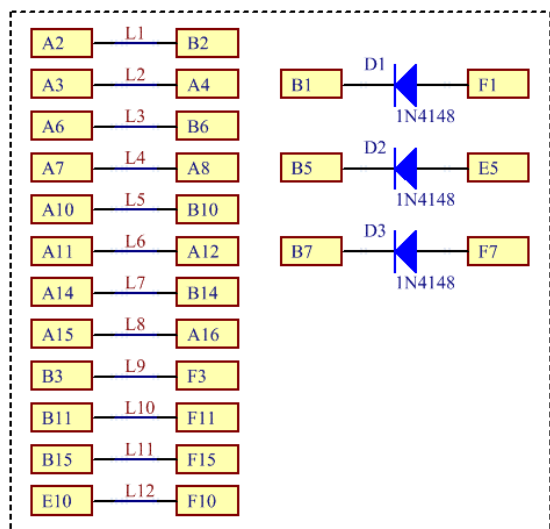 A2 L1 B2
A3 L2 A4
A6 L3 B6
A7 L4 A8
A10 L5 B10
A11 L6 A12
A14 L7 B14
A15 L8 A16
B3 L9 F3
B11 L10 F11
B15 L11 F15
E10 L12 F10
D1
B1 F1
1N4148
D2
B5 E5
1N4148
D3
B7 F7
1N4148